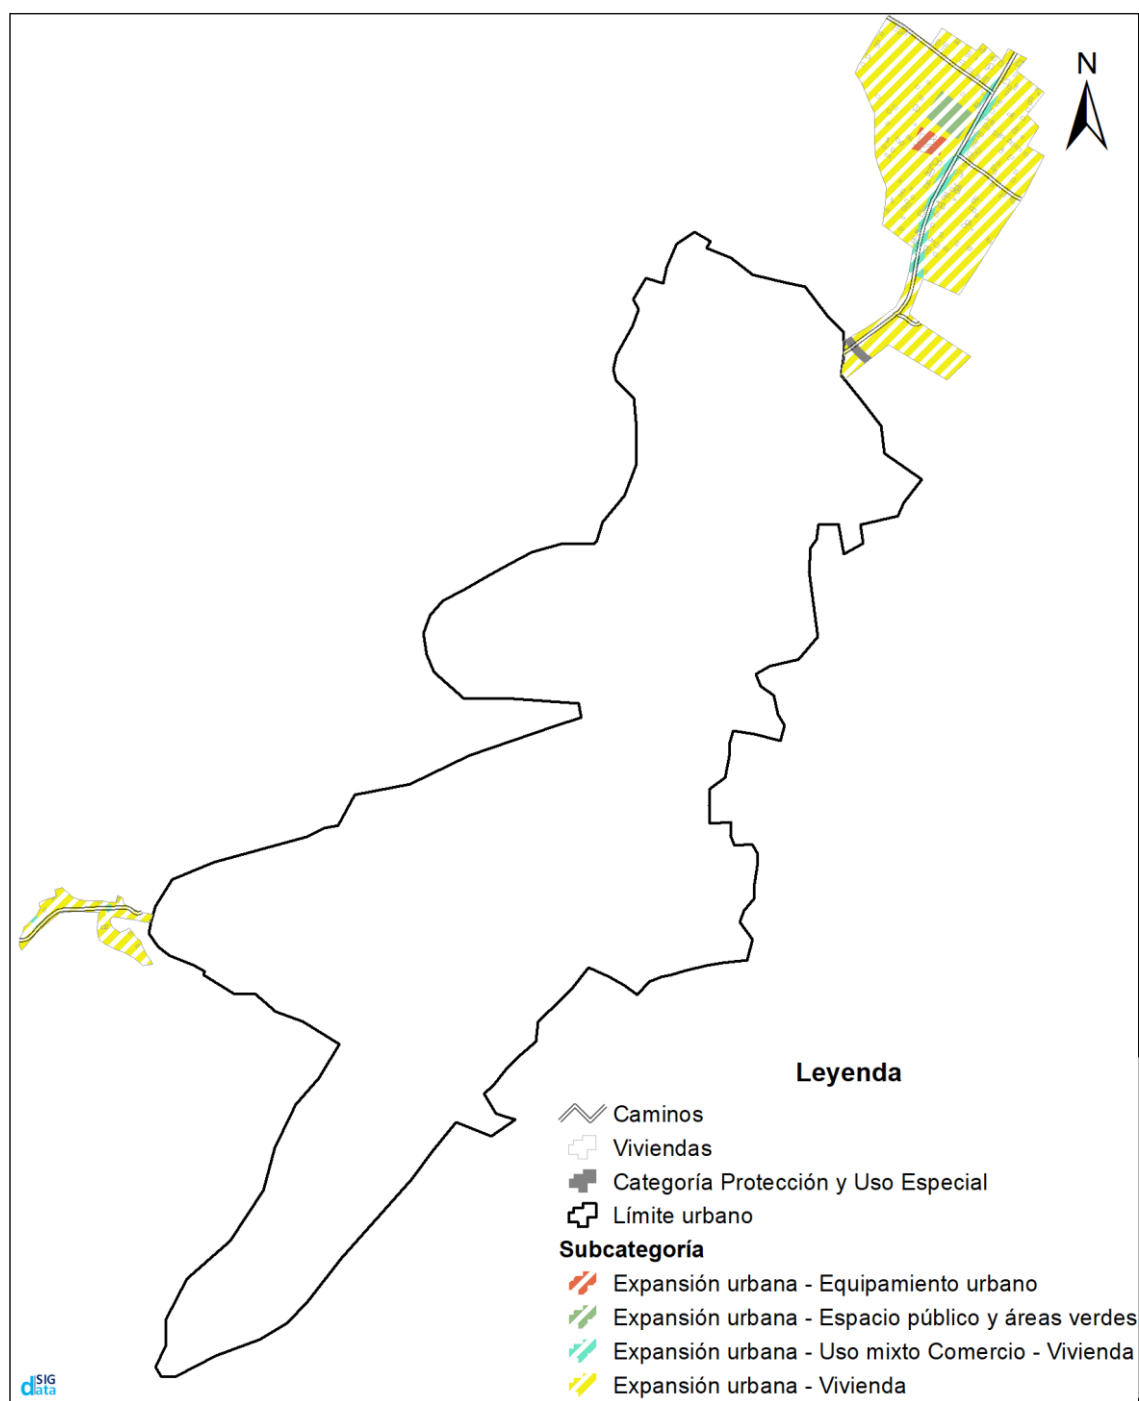 N
Leyenda
Caminos
Viviendas
Categoría Protección y Uso Especial
Límite urbano
Subcategoría
Expansión urbana - Equipamiento urbano
Expansión urbana - Espacio público y áreas verdes
Expansión urbana - Uso mixto Comercio - Vivienda
Expansión urbana - Vivienda
SIG
data